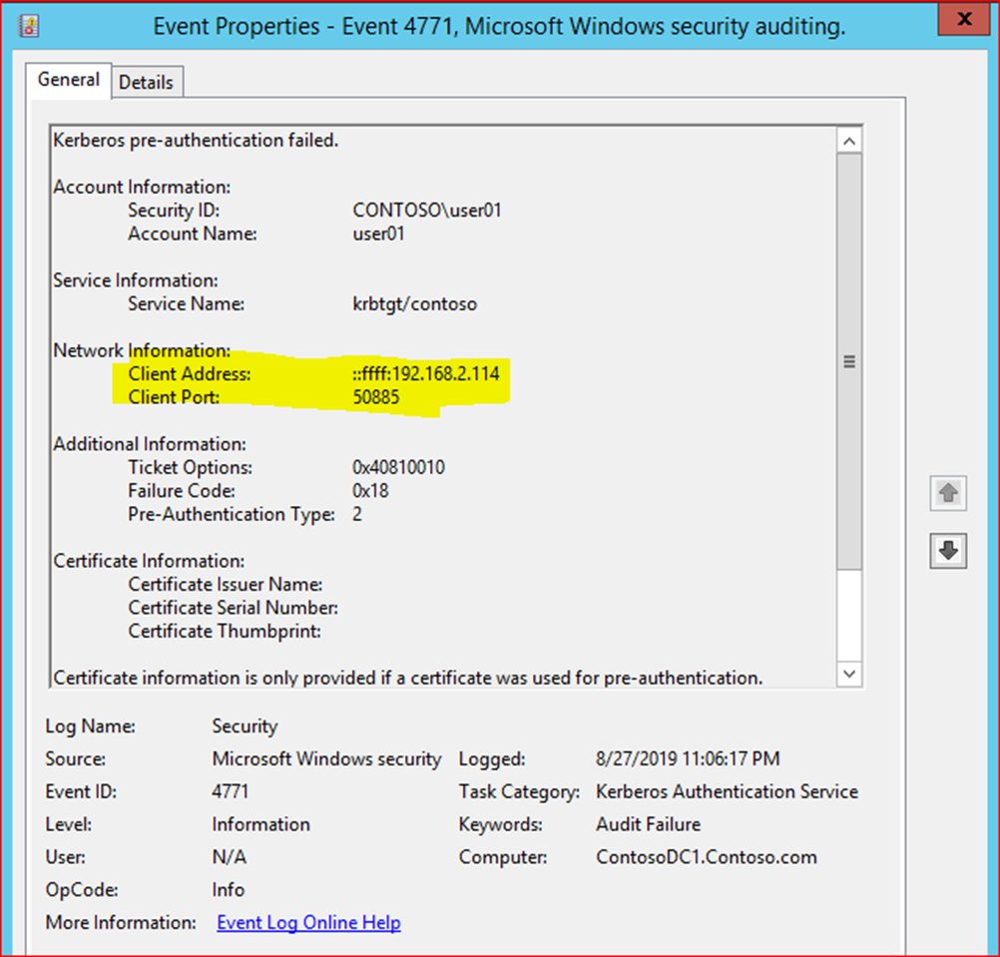 Event Properties - Event 4771, Microsoft Windows security auditing.
x
General Details
Kerberos pre-authentication failed.
Account Information:
Security ID: CONTOSO\user01
Account Name: user01
Service Information:
Service Name: krbtgt/contoso
Network Information:
Client Address: ::ffff:192.168.2.114
Client Port: 50885
Additional Information:
Ticket Options: 0x40810010
Failure Code: 0x18
Pre-Authentication Type: 2
Certificate Information:
Certificate Issuer Name:
Certificate Serial Number:
Certificate Thumbprint:
Certificate information is only provided if a certificate was used for pre-authentication.
Log Name: Security
Source: Microsoft Windows security Logged: 8/27/2019 11:06:17 PM
Event ID: 4771 Task Category: Kerberos Authentication Service
Level: Information Keywords: Audit Failure
User: N/A Computer: ContosoDC1.Contoso.com
OpCode: Info
More Information: Event Log Online Help